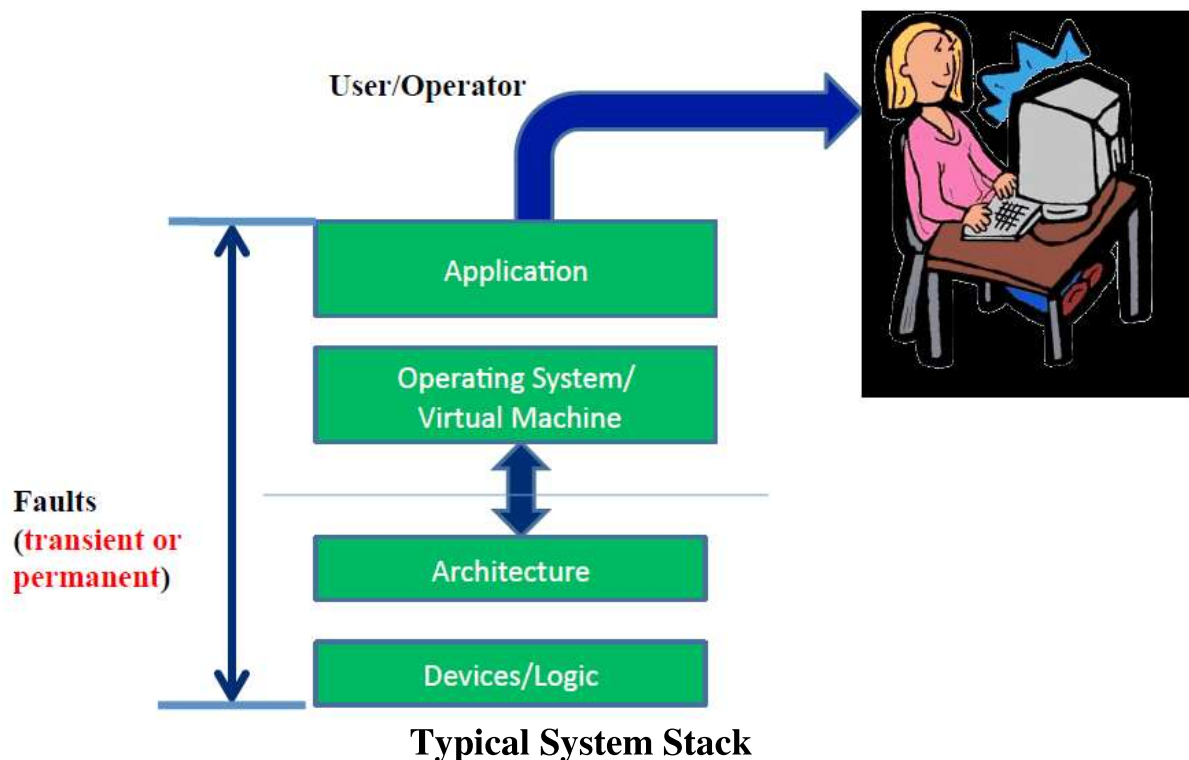 User/Operator
Application
Operating System/
Virtual Machine
Faults
(transient or
permanent)
Architecture
Devices/Logic
Typical System Stack